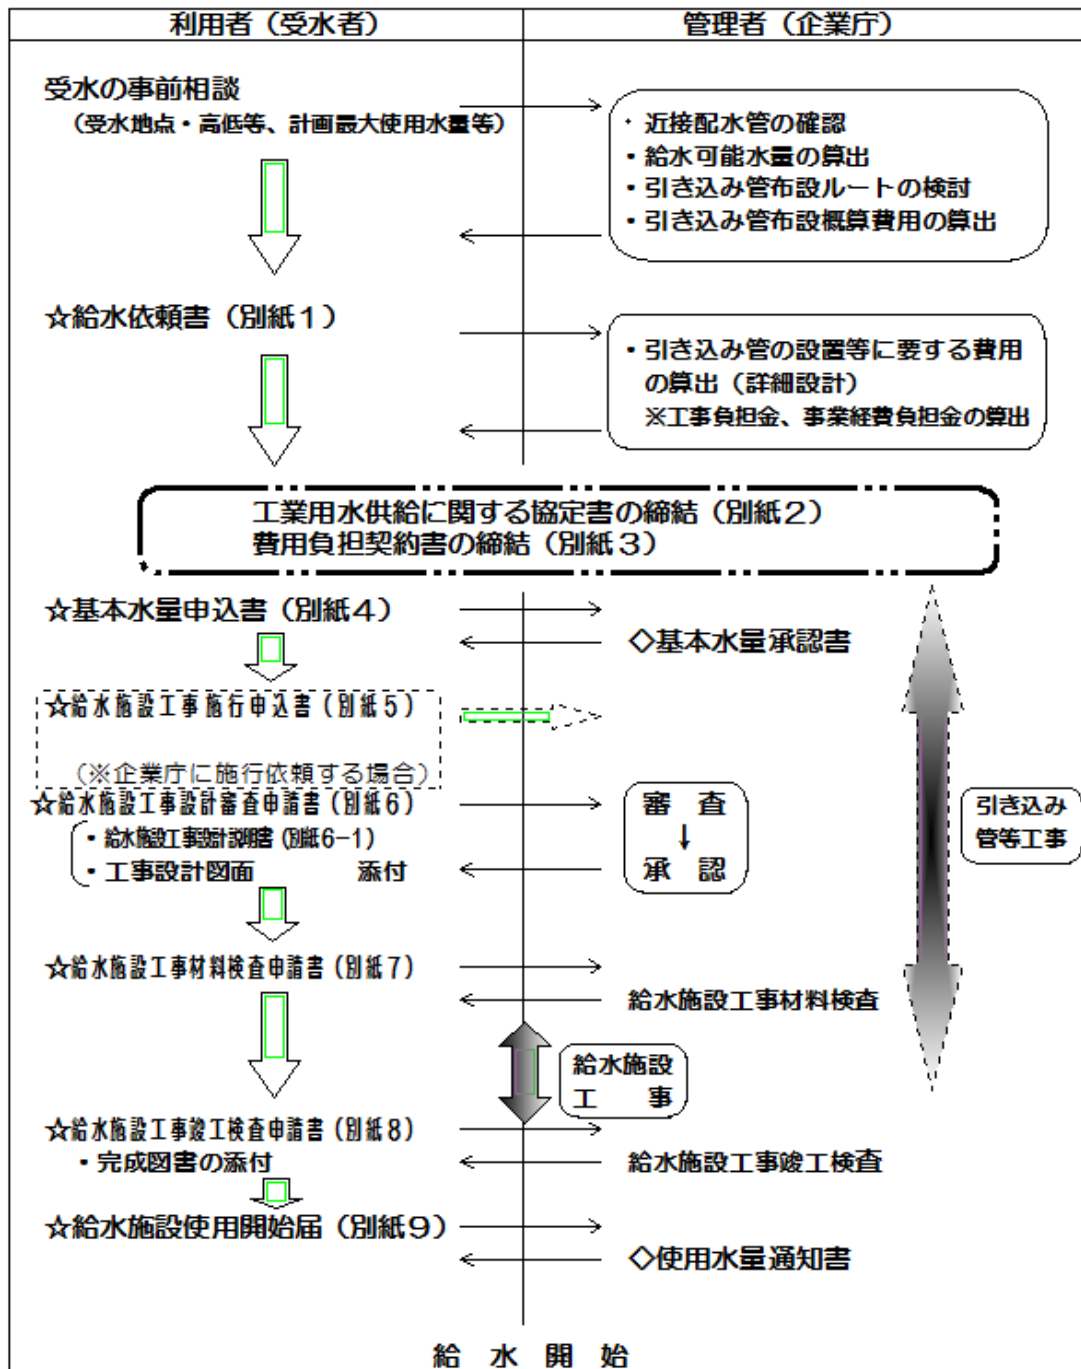 利用者（受水者）
管理者（企業庁）
受水の事前相談
（受水地点・高低等、計画最大使用水量等）
・近接配水管の確認
・給水可能水量の算出
・引き込み管布設ルートの検討
・引き込み管布設概算費用の算出
☆給水依頼書（別紙１）
・引き込み管の設置等に要する費用
の算出（詳細設計）
※工事負担金、事業経費負担金の算出
工業用水供給に関する協定書の締結（別紙２）
費用負担契約書の締結（別紙３）
☆基本水量申込書（別紙４）
◇基本水量承認書
☆給水施設工事施行申込書（別紙５）
（※企業庁に施行依頼する場合）
☆給水施設工事設計審査申請書（別紙６）
・給水施設工事設計説明書（別紙6-1）
・工事設計図面　　　　添付
審　査
↓
承　認
引き込み
管等工事
☆給水施設工事材料検査申請書（別紙７）
給水施設工事材料検査
給水施設
工　　事
☆給水施設工事竣工検査申請書（別紙８）
・完成図書の添付
給水施設工事竣工検査
☆給水施設使用開始届（別紙９）
◇使用水量通知書
給　水　開　始